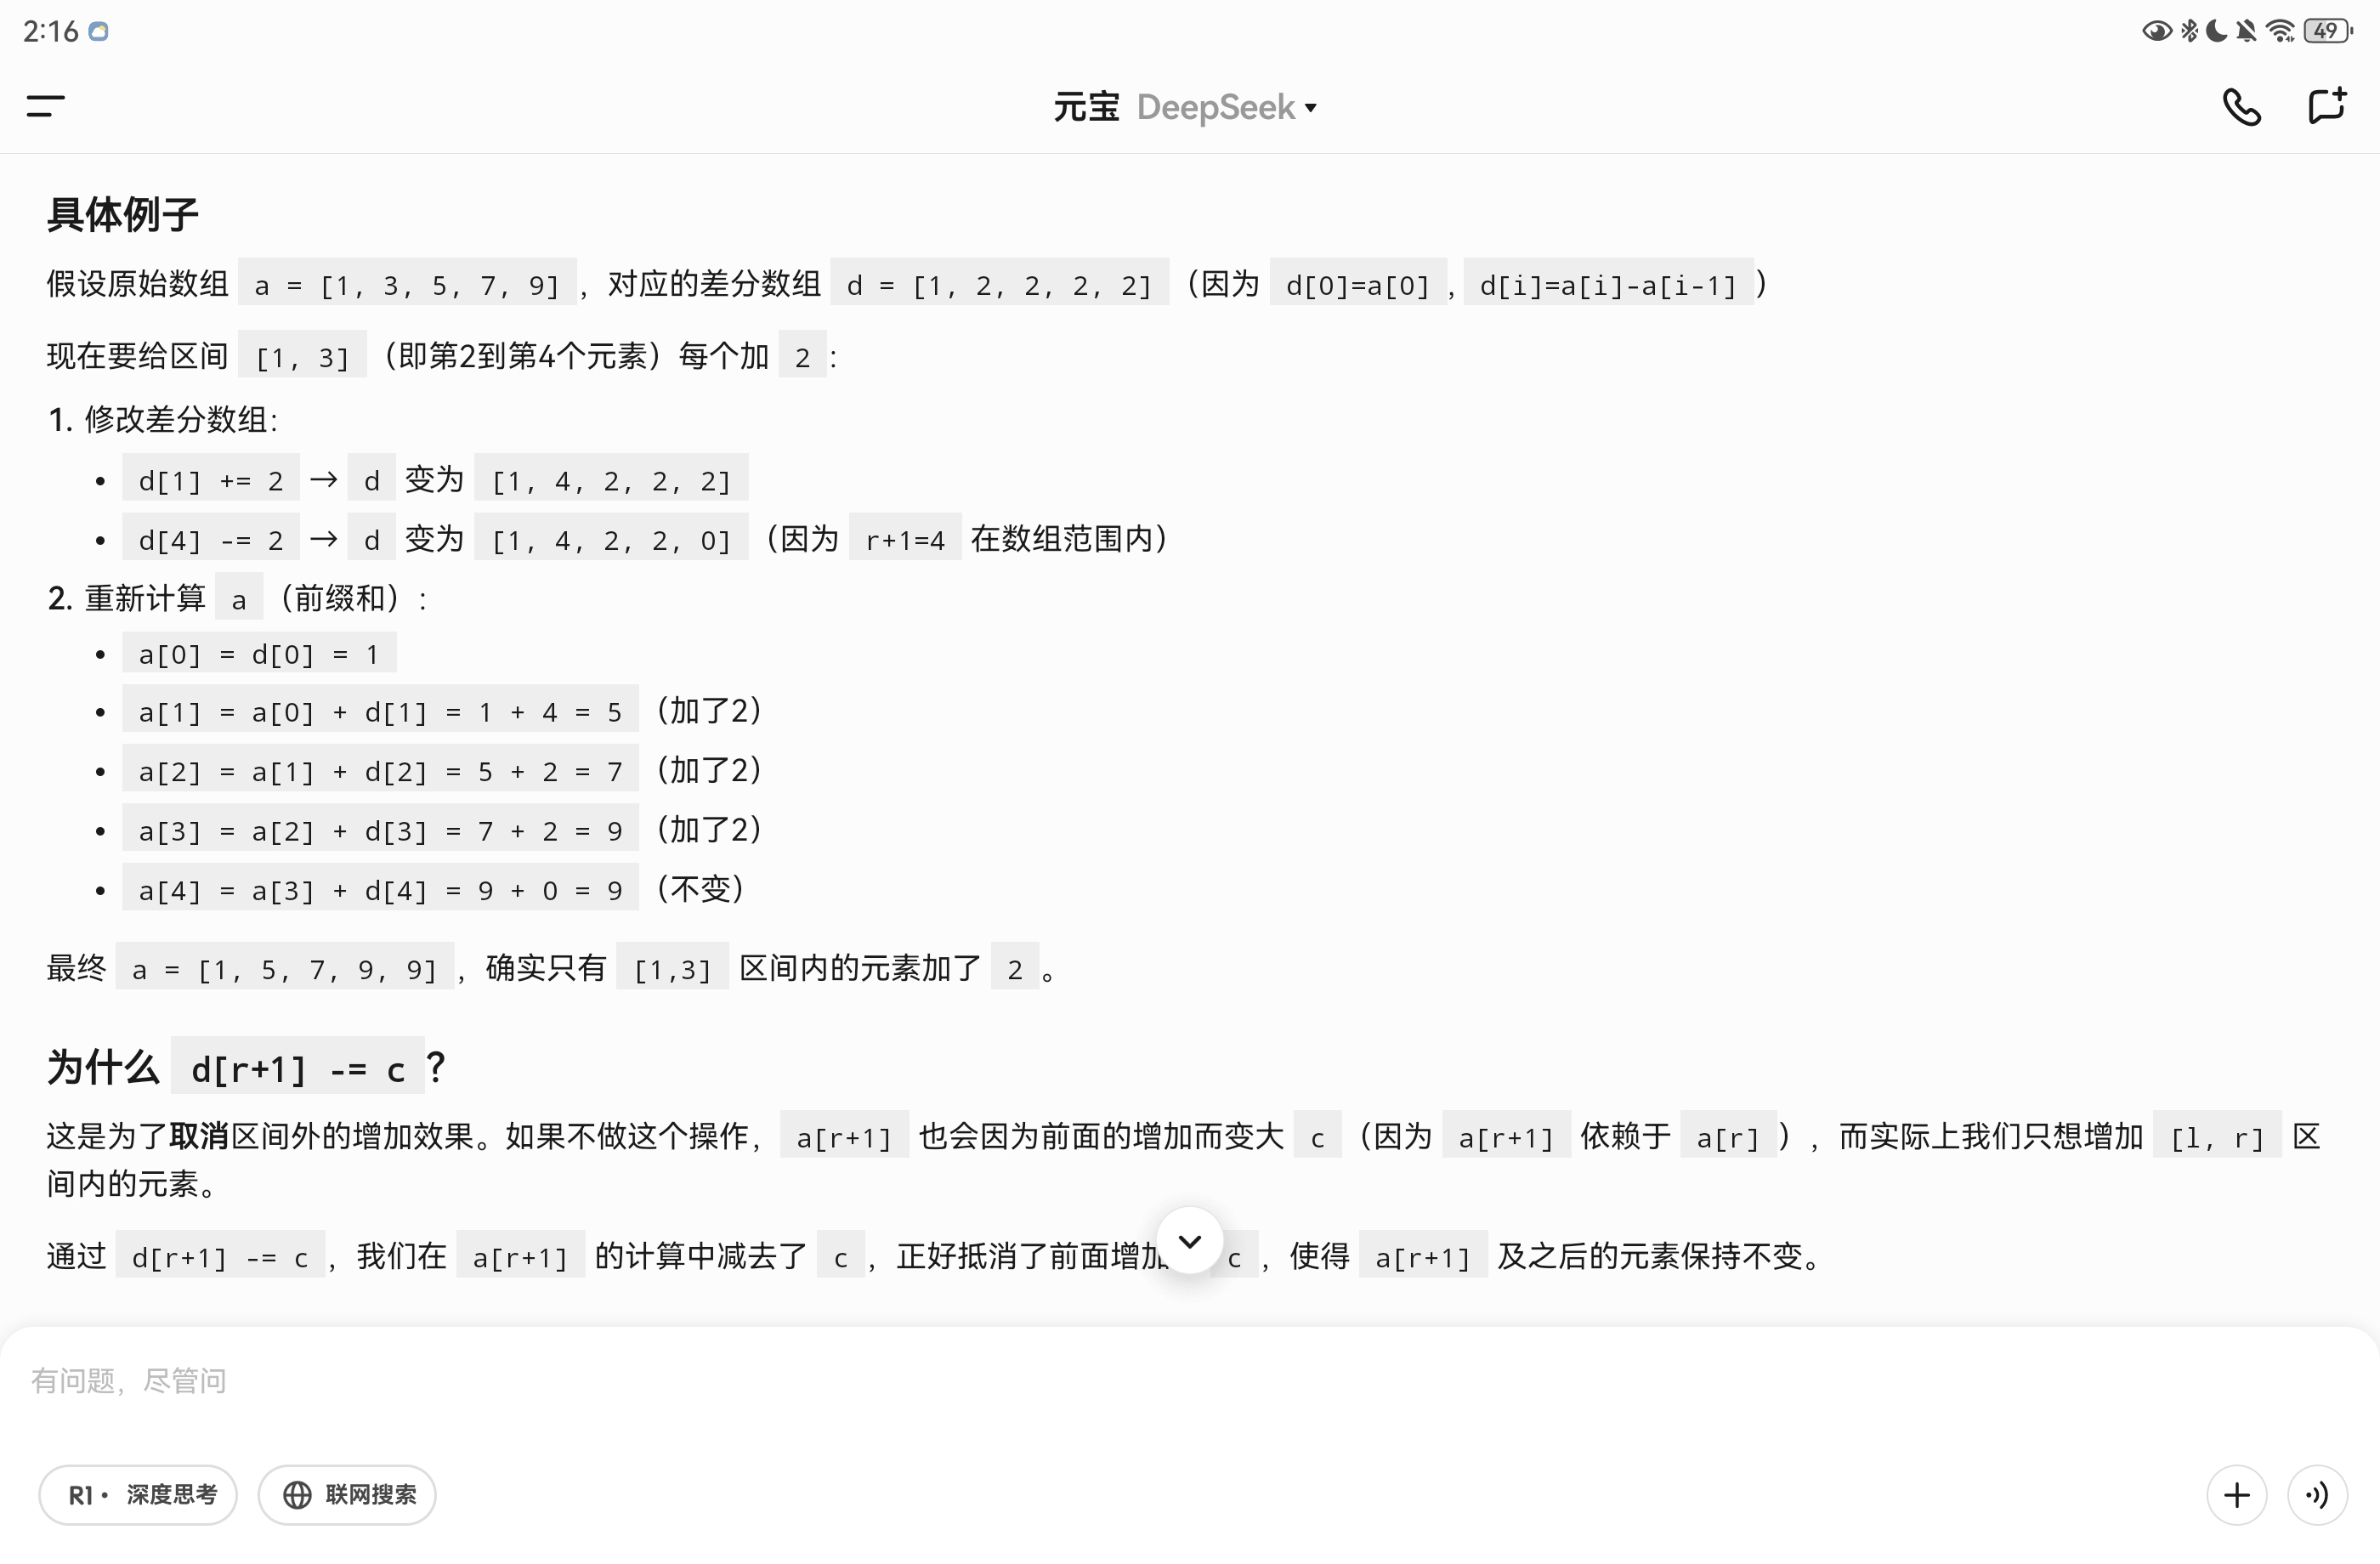 2:16
49
元宝 DeepSeek
具体例子
假设原始数组 a = [1, 3, 5, 7, 9] ，对应的差分数组 d = [1, 2, 2, 2, 2] （因为 d[0]=a[0] , d[i]=a[i]-a[i-1] ）
现在要给区间 [1, 3] （即第2到第4个元素）每个加 2 ：
1. 修改差分数组：
• d[1] += 2 → d 变为 [1, 4, 2, 2, 2]
• d[4] -= 2 → d 变为 [1, 4, 2, 2, 0] （因为 r+1=4 在数组范围内）
2. 重新计算 a （前缀和）：
• a[0] = d[0] = 1
• a[1] = a[0] + d[1] = 1 + 4 = 5 （加了2）
• a[2] = a[1] + d[2] = 5 + 2 = 7 （加了2）
• a[3] = a[2] + d[3] = 7 + 2 = 9 （加了2）
• a[4] = a[3] + d[4] = 9 + 0 = 9 （不变）
最终 a = [1, 5, 7, 9, 9] ，确实只有 [1,3] 区间内的元素加了 2 。
为什么 d[r+1] -= c ？
这是为了取消区间外的增加效果。如果不做这个操作， a[r+1] 也会因为前面的增加而变大 c （因为 a[r+1] 依赖于 a[r] ），而实际上我们只想增加 [l, r] 区
间内的元素。
通过 d[r+1] -= c ，我们在 a[r+1] 的计算中减去了 c ，正好抵消了前面增加 c ，使得 a[r+1] 及之后的元素保持不变。
有问题，尽管问
R1 · 深度思考 联网搜索